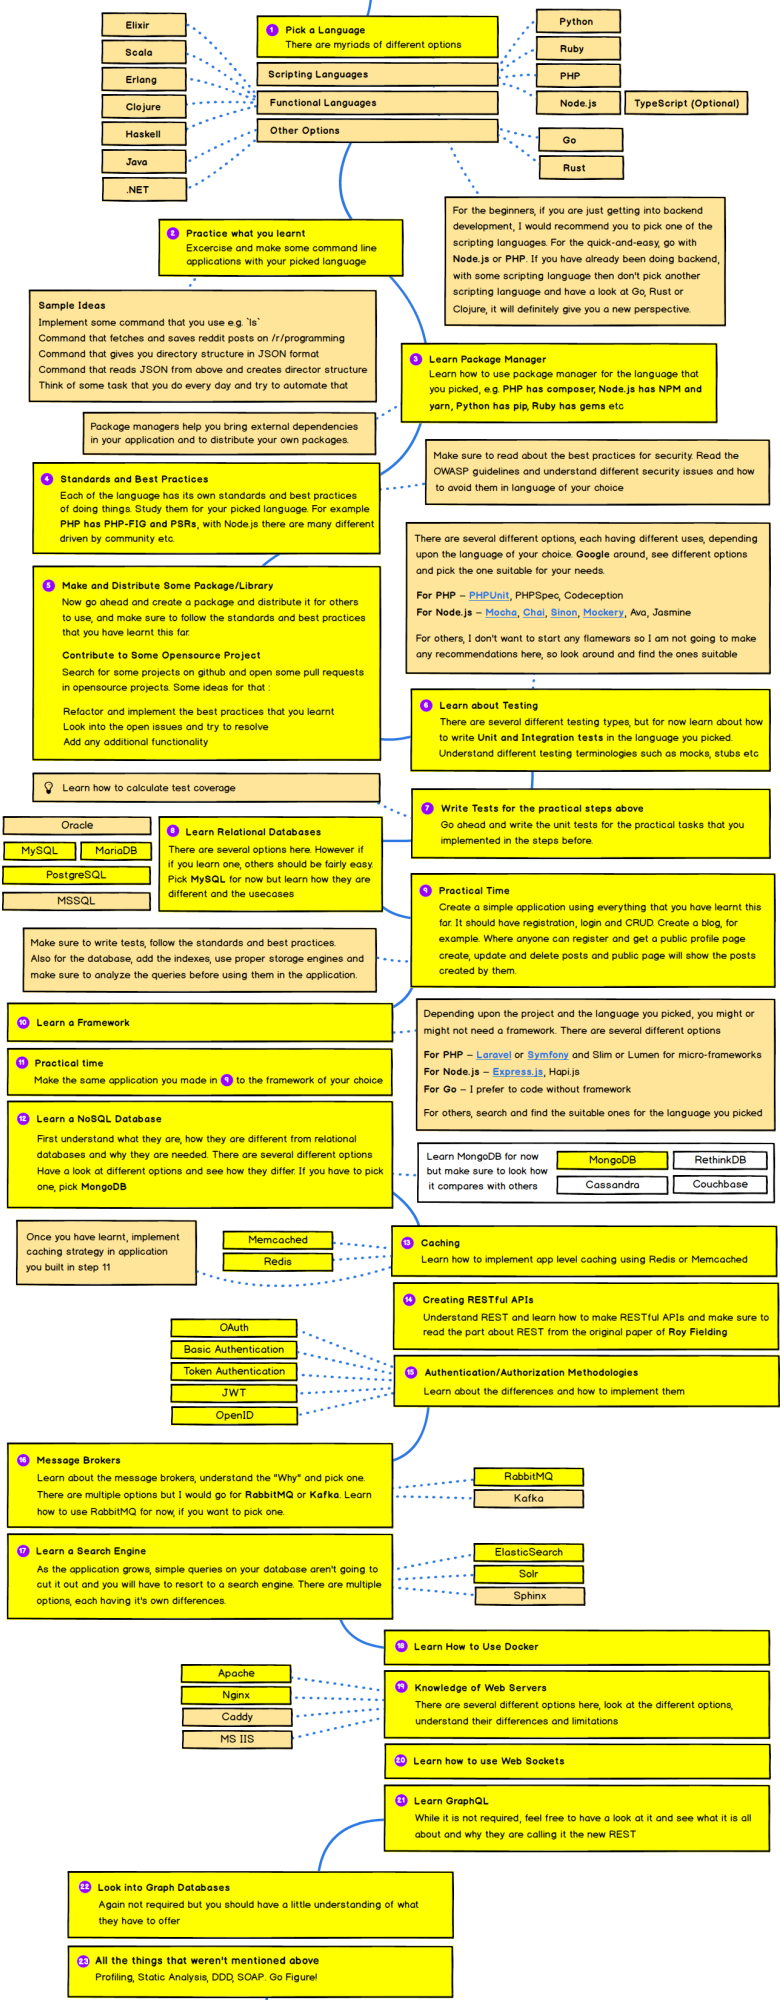 1 Pick a Language
There are myriads of different options
Elixir
Scala
Erlang
Clojure
Haskell
Java
.NET
Scripting Languages
Functional Languages
Other Options
Python
Ruby
PHP
Node.js
TypeScript (Optional)
Go
Rust
For the beginners, if you are just getting into backend
development, I would recommend you to pick one of the
scripting languages. For the quick-and-easy, go with
Node.js or PHP. If you have already been doing backend,
with some scripting language then don't pick another
scripting language and have a look at Go, Rust or
Clojure, it will definitely give you a new perspective.
2 Practice what you learnt
Excercise and make some command line
applications with your picked language
Sample Ideas
Implement some command that you use e.g. `ls`
Command that fetches and saves reddit posts on /r/programming
Command that gives you directory structure in JSON format
Command that reads JSON from above and creates director structure
Think of some task that you do every day and try to automate that
3 Learn Package Manager
Learn how to use package manager for the language that
you picked, e.g. PHP has composer, Node.js has NPM and
yarn, Python has pip, Ruby has gems etc
Package managers help you bring external dependencies
in your application and to distribute your own packages.
4 Standards and Best Practices
Each of the language has its own standards and best practices
of doing things. Study them for your picked language. For example
PHP has PHP-FIG and PSRs, with Node.js there are many different
driven by community etc.
Make sure to read about the best practices for security. Read the
OWASP guidelines and understand different security issues and how
to avoid them in language of your choice
5 Make and Distribute Some Package/Library
Now go ahead and create a package and distribute it for others
to use, and make sure to follow the standards and best practices
that you have learnt this far.
Contribute to Some Opensource Project
Search for some projects on github and open some pull requests
in opensource projects. Some ideas for that :
Refactor and implement the best practices that you learnt
Look into the open issues and try to resolve
Add any additional functionality
There are several different options, each having different uses, depending
upon the language of your choice. Google around, see different options
and pick the one suitable for your needs.
For PHP – PHPUnit, PHPSpec, Codeception
For Node.js – Mocha, Chai, Sinon, Mockery, Ava, Jasmine
For others, I don't want to start any flamewars so I am not going to make
any recommendations here, so look around and find the ones suitable
6 Learn about Testing
There are several different testing types, but for now learn about how
to write Unit and Integration tests in the language you picked.
Understand different testing terminologies such as mocks, stubs etc
Learn how to calculate test coverage
7 Write Tests for the practical steps above
Go ahead and write the unit tests for the practical tasks that you
implemented in the steps before.
Oracle
MySQL
MariaDB
PostgreSQL
MSSQL
8 Learn Relational Databases
There are several options here. However if
if you learn one, others should be fairly easy.
Pick MySQL for now but learn how they are
different and the usecases
9 Practical Time
Create a simple application using everything that you have learnt this
far. It should have registration, login and CRUD. Create a blog, for
example. Where anyone can register and get a public profile page
create, update and delete posts and public page will show the posts
created by them.
Make sure to write tests, follow the standards and best practices.
Also for the database, add the indexes, use proper storage engines and
make sure to analyze the queries before using them in the application.
10 Learn a Framework
Depending upon the project and the language you picked, you might or
might not need a framework. There are several different options
For PHP – Laravel or Symfony and Slim or Lumen for micro-frameworks
For Node.js – Express.js, Hapi.js
For Go – I prefer to code without framework
For others, search and find the suitable ones for the language you picked
11 Practical time
Make the same application you made in 9 to the framework of your choice
12 Learn a NoSQL Database
First understand what they are, how they are different from relational
databases and why they are needed. There are several different options
Have a look at different options and see how they differ. If you have to pick
one, pick MongoDB
Learn MongoDB for now
but make sure to look how
it compares with others
MongoDB
RethinkDB
Cassandra
Couchbase
Once you have learnt, implement
caching strategy in application
you built in step 11
Memcached
Redis
13 Caching
Learn how to implement app level caching using Redis or Memcached
14 Creating RESTful APIs
Understand REST and learn how to make RESTful APIs and make sure to
read the part about REST from the original paper of Roy Fielding
OAuth
Basic Authentication
Token Authentication
JWT
OpenID
15 Authentication/Authorization Methodologies
Learn about the differences and how to implement them
16 Message Brokers
Learn about the message brokers, understand the "Why" and pick one.
There are multiple options but I would go for RabbitMQ or Kafka. Learn
how to use RabbitMQ for now, if you want to pick one.
RabbitMQ
Kafka
17 Learn a Search Engine
As the application grows, simple queries on your database aren't going to
cut it out and you will have to resort to a search engine. There are multiple
options, each having it's own differences.
ElasticSearch
Solr
Sphinx
18 Learn How to Use Docker
Apache
Nginx
Caddy
MS IIS
19 Knowledge of Web Servers
There are several different options here, look at the different options,
understand their differences and limitations
20 Learn how to use Web Sockets
21 Learn GraphQL
While it is not required, feel free to have a look at it and see what it is all
about and why they are calling it the new REST
22 Look into Graph Databases
Again not required but you should have a little understanding of what
they have to offer
23 All the things that weren't mentioned above
Profiling, Static Analysis, DDD, SOAP. Go Figure!